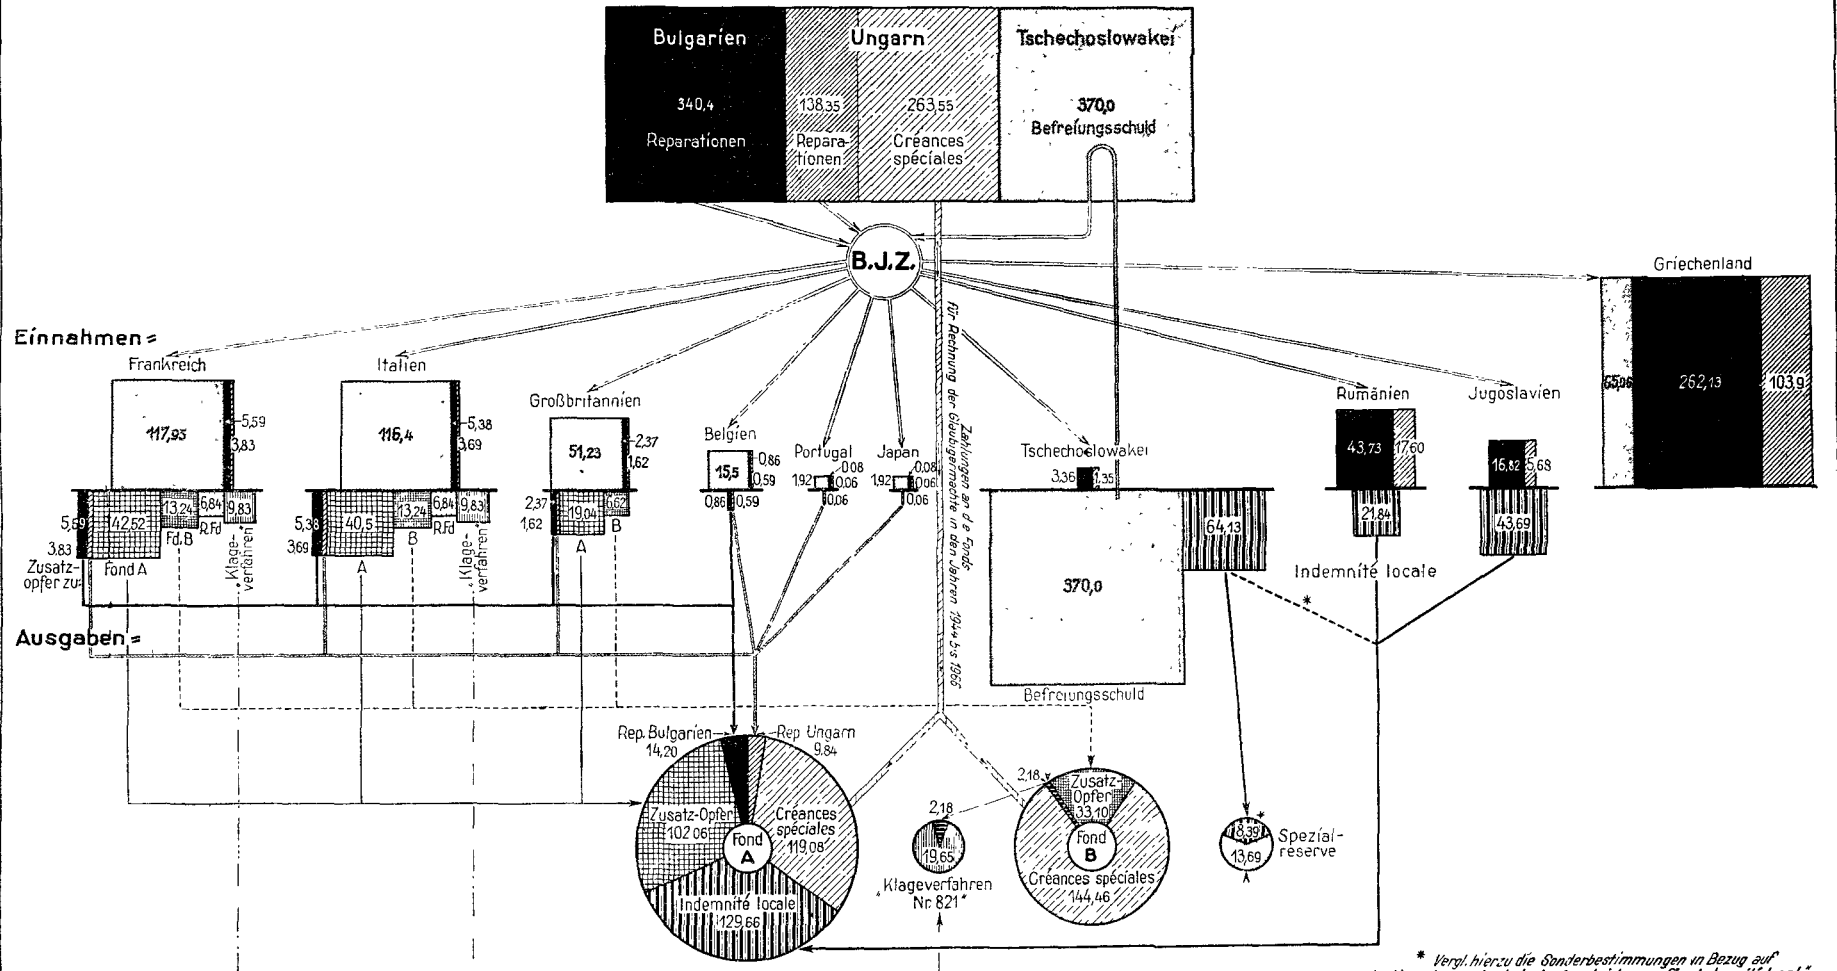 Bulgarien
Ungarn
Tschechoslowakei
340,4
138,35
263,55
370,0
Reparationen
Repara-
tionen
Créances
spéciales
Befreiungsschuld
B.J.Z.
Griechenland
65,06
262,13
103,9
Einnahmen =
Frankreich
117,93
5,59
3,83
Italien
116,4
5,38
3,69
Großbritannien
51,23
2,37
1,62
Belgien
15,5
0,86
0,59
Portugal
1,92
0,08
0,06
Japan
1,92
0,08
0,06
Tschechoslowakei
3,36
1,35
Rumänien
43,73
17,60
Jugoslavien
16,82
5,68
5,59
3,83
42,52
13,24
6,84
9,83
Zusatz-
opfer zu:
Fond A
Fd. B
R.Fd
"Klage-
verfahren"
5,38
3,69
40,5
13,24
6,84
9,83
A
B
R.Fd
"Klage-
verfahren"
2,37
1,62
19,04
6,62
A
B
0,86
0,59
0,06
0,06
Zahlungen an die Fonds
für Rechnung der Gläubigermächte in den Jahren 1944 bis 1966
370,0
Befreiungsschuld
64,13
21,84
43,69
Indemnité locale
*
Ausgaben =
Rep. Bulgarien
14,20
Rep Ungarn
9.84
Zusatz-Opfer
102 06
Créances
spéciales
119,08
Fond
A
Indemnité locale
129,66
2,18
19,65
"Klageverfahren
Nr. 821"
2,18
Zusatz-
Opfer
33,10
Fond
B
Créances spéciales
144,46
8,39
*
13,69
Spezial-
reserve
* Vergl. hierzu die Sonderbestimmungen in Bezug auf